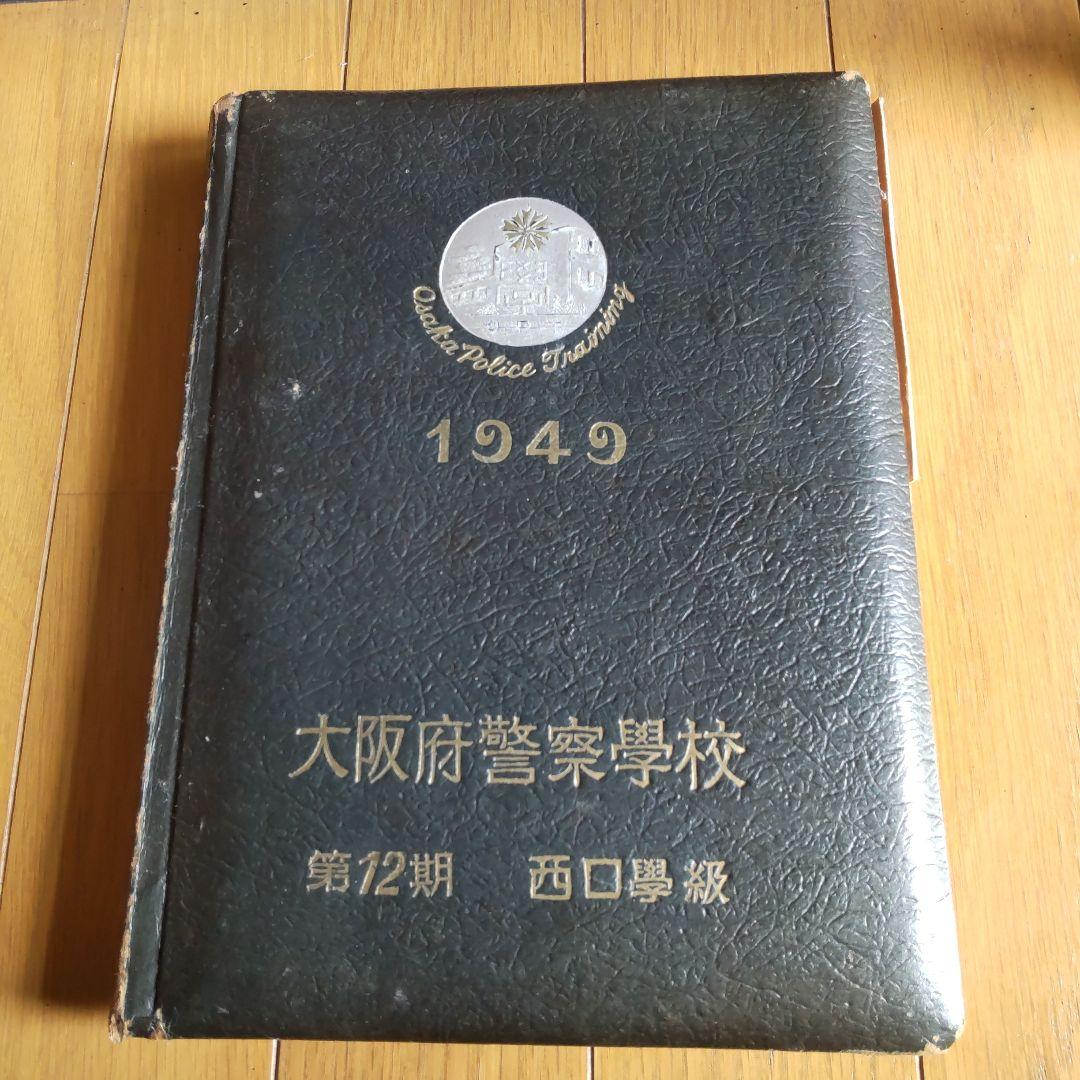 Osaka Police Training
1949
大阪府警察學校
第12期 西口學級